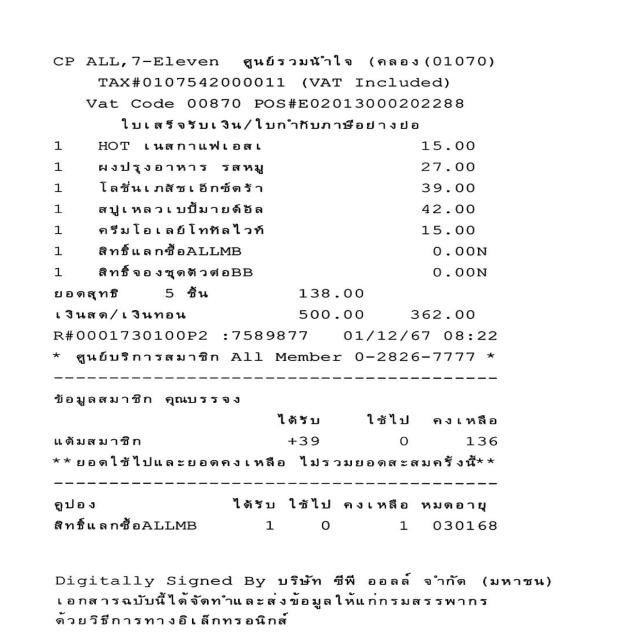 CP ALL,7-Eleven ศูนย์รวมน้ำใจ (คลอง(01070)
TAX#0107542000011 (VAT Included)
Vat Code 00870 POS#E02013000202288
ใบเสร็จรับเงิน/ใบกำกับภาษีอย่างย่อ
1 HOT เนสกาแฟเอสเ 15.00
1 ผงปรุงอาหาร รสหมู 27.00
1 โลชั่นเภสัชเอ็กซ์ตร้า 39.00
1 สบู่เหลวเบบี้มายด์อัล 42.00
1 ครีมโอเลย์โททัลไวท์ 15.00
1 สิทธิ์แลกซื้อALLMB 0.00N
1 สิทธิ์จองชุดตัวต่อBB 0.00N
ยอดสุทธิ 5 ชิ้น 138.00
เงินสด/เงินทอน 500.00 362.00
R#0001730100P2 :7589877 01/12/67 08:22
* ศูนย์บริการสมาชิก All Member 0-2826-7777 *
----------------------------------------
ข้อมูลสมาชิก คุณบรรจง
ได้รับ ใช้ไป คงเหลือ
แต้มสมาชิก +39 0 136
**ยอดใช้ไปและยอดคงเหลือ ไม่รวมยอดสะสมครั้งนี้**
----------------------------------------
คูปอง ได้รับ ใช้ไป คงเหลือ หมดอายุ
สิทธิ์แลกซื้อALLMB 1 0 1 030168
Digitally Signed By บริษัท ซีพี ออลล์ จำกัด (มหาชน)
เอกสารฉบับนี้ได้จัดทำและส่งข้อมูลให้แก่กรมสรรพากร
ด้วยวิธีการทางอิเล็กทรอนิกส์